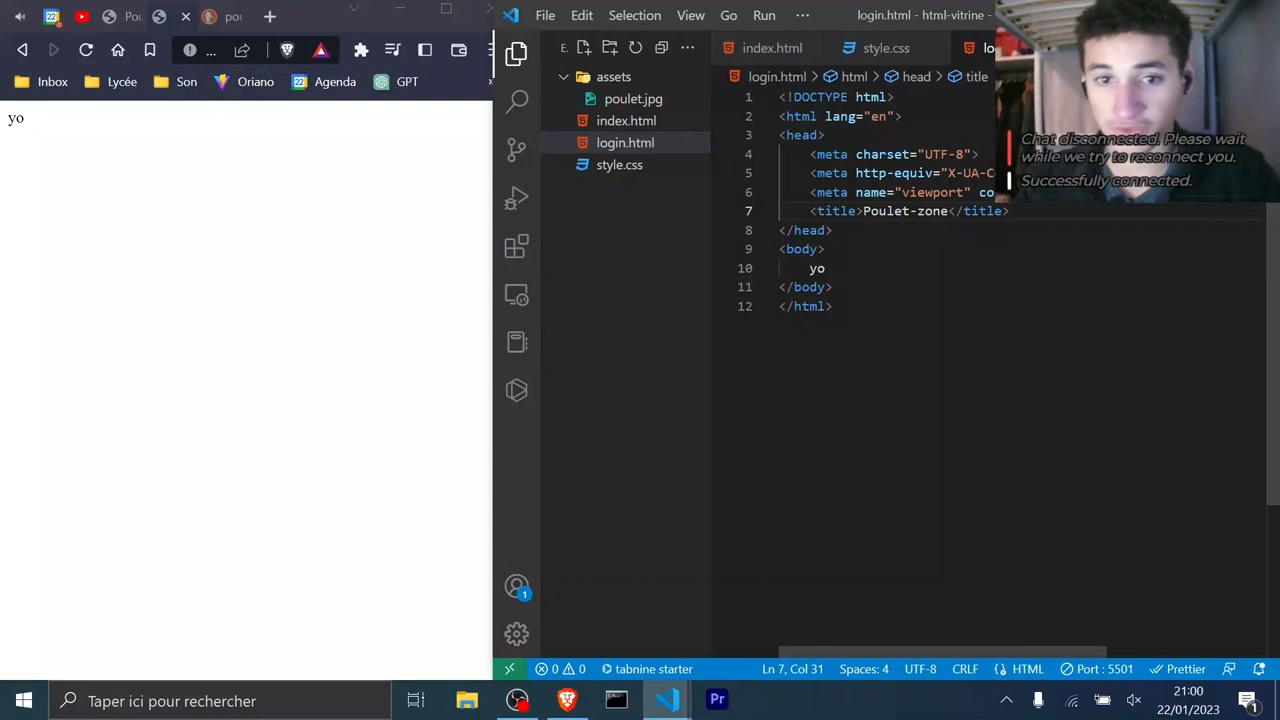 22 Pou pou
File Edit Selection View Go Run ··· login.html - html-vitrine -
...
Inbox Lycée Son Oriano 22 Agenda GPT
yo
E.
assets
poulet.jpg
index.html
login.html
style.css
index.html style.css
login.html > html > head > title
1 <!DOCTYPE html>
2 <html lang="en">
3 <head>
4 <meta charset="UTF-8">
5 <meta http-equiv="X-UA-C
6 <meta name="viewport" co
7 <title>Poulet-zone</title>
8 </head>
9 <body>
10 yo
11 </body>
12 </html>
Chat disconnected. Please wait
while we try to reconnect you.
Successfully connected.
1
0 0 tabnine starter Ln 7, Col 31 Spaces: 4 UTF-8 CRLF HTML Port : 5501 Prettier
Taper ici pour rechercher
Pr
21:00
22/01/2023
1